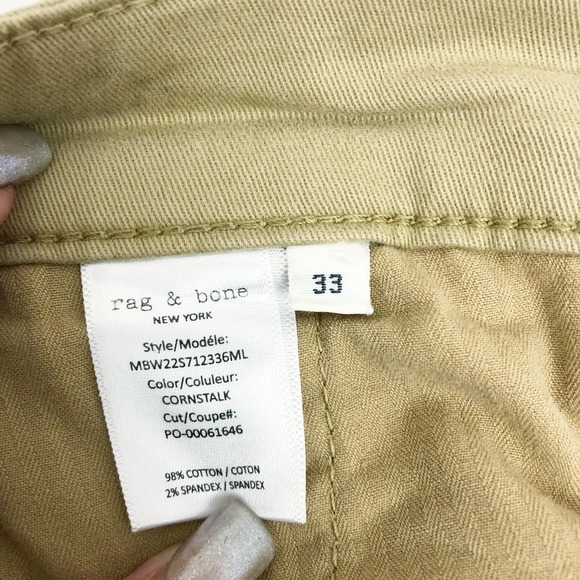 rag & bone
NEW YORK
Style/Modéle:
MBW22S712336ML
Color/Coluleur:
CORNSTALK
Cut/Coupe#:
PO-00061646
98% COTTON / COTON
2% SPANDEX / SPANDEX
33